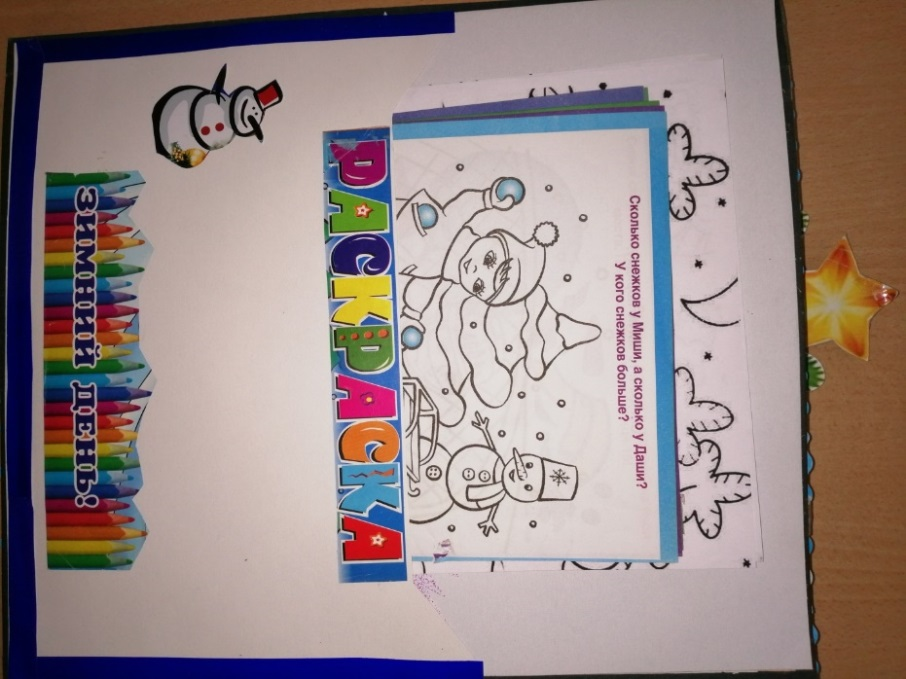 Сколько снежков у Миши, а сколько у Даши?
У кого снежков больше?
РАСКРАСКА
ЗИМНИЙ ДЕНЬ!